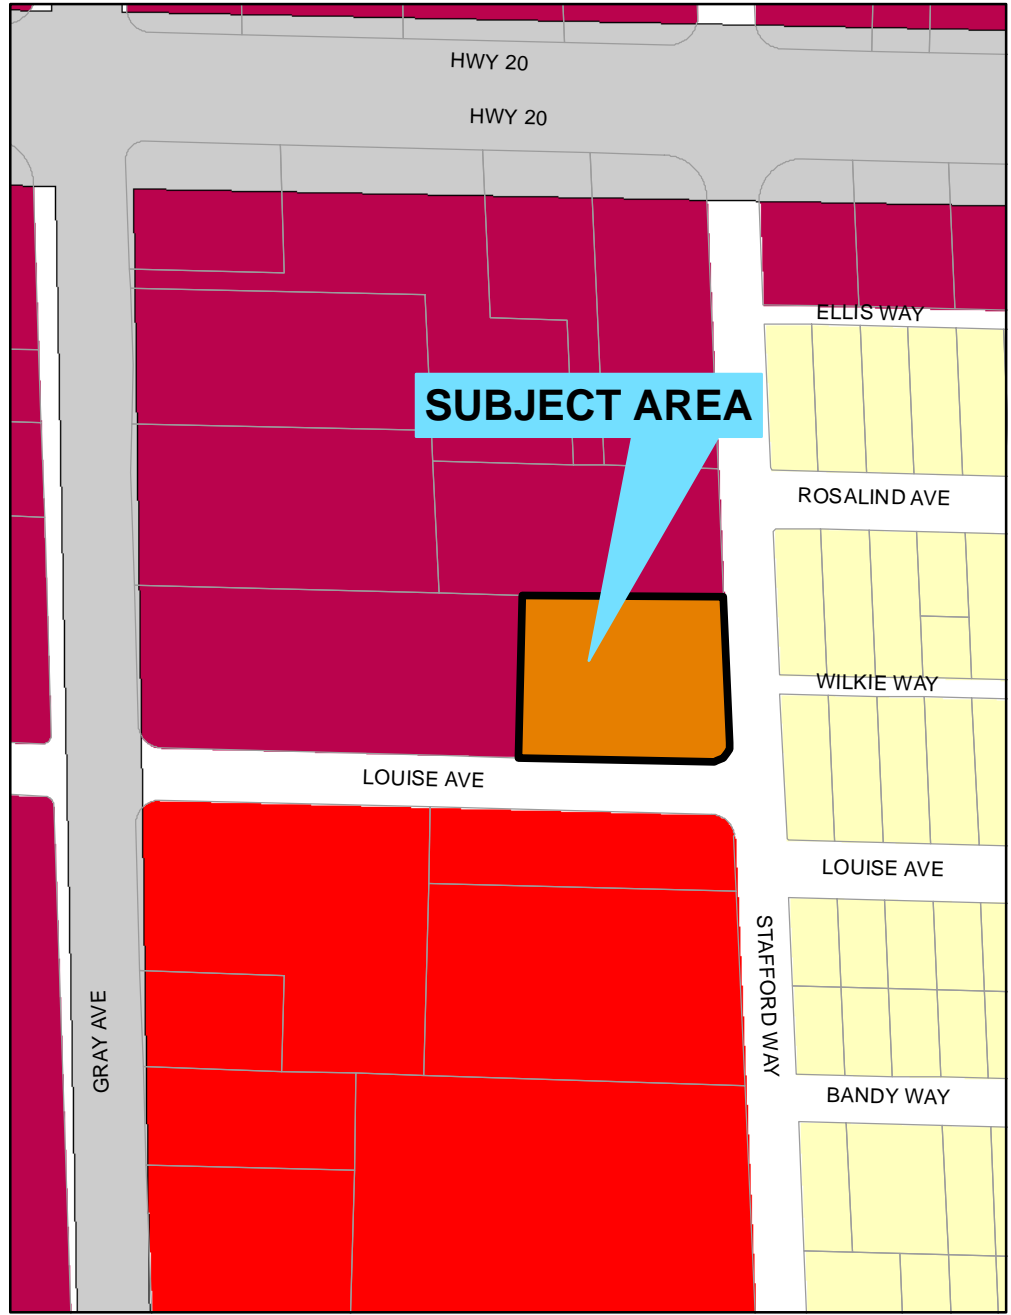 HWY 20
HWY 20
ELLIS WAY
SUBJECT AREA
ROSALIND AVE
WILKIE WAY
LOUISE AVE
LOUISE AVE
STAFFORD WAY
GRAY AVE
BANDY WAY